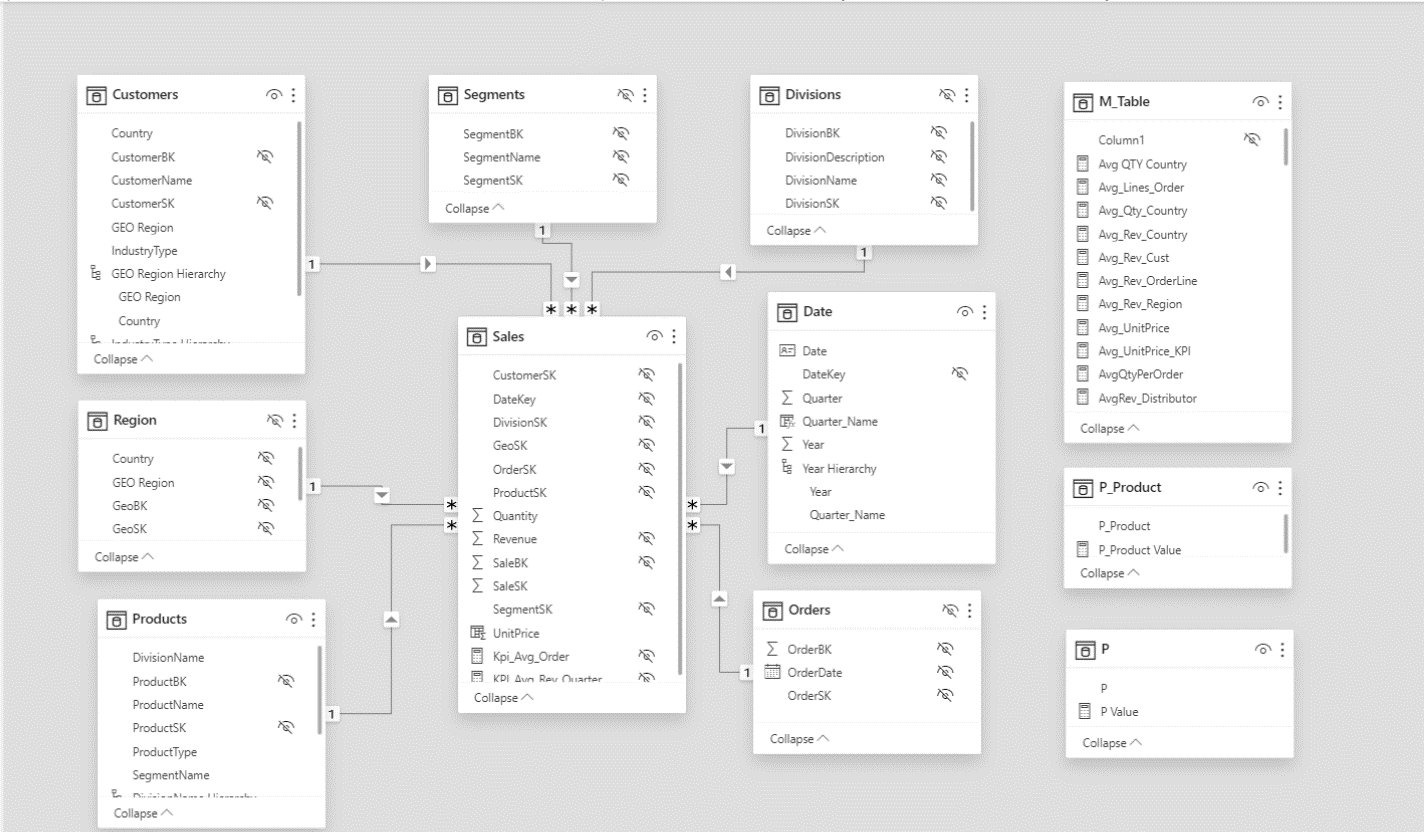 Customers
Country
CustomerBK
CustomerName
CustomerSK
GEO Region
IndustryType
GEO Region Hierarchy
GEO Region
Country
IndustryType Hierarchy
Collapse
Segments
SegmentBK
SegmentName
SegmentSK
Collapse
Divisions
DivisionBK
DivisionDescription
DivisionName
DivisionSK
Collapse
M_Table
Column1
Avg QTY Country
Avg_Lines_Order
Avg_Qty_Country
Avg_Rev_Country
Avg_Rev_Cust
Avg_Rev_OrderLine
Avg_Rev_Region
Avg_UnitPrice
Avg_UnitPrice_KPI
AvgQtyPerOrder
AvgRev_Distributor
Collapse
1
1
1
* * *
Region
Country
GEO Region
GeoBK
GeoSK
Collapse
1
*
*
Sales
CustomerSK
DateKey
DivisionSK
GeoSK
OrderSK
ProductSK
Quantity
Revenue
SaleBK
SaleSK
SegmentSK
UnitPrice
Kpi_Avg_Order
KPI_Avg_Rev_Quarter
Collapse
Date
Date
DateKey
Quarter
Quarter_Name
Year
Year Hierarchy
Year
Quarter_Name
Collapse
1
*
*
P_Product
P_Product
P_Product Value
Collapse
Products
DivisionName
ProductBK
ProductName
ProductSK
ProductType
SegmentName
DivisionName Hierarchy
Collapse
1
Orders
OrderBK
OrderDate
OrderSK
Collapse
1
P
P
P Value
Collapse